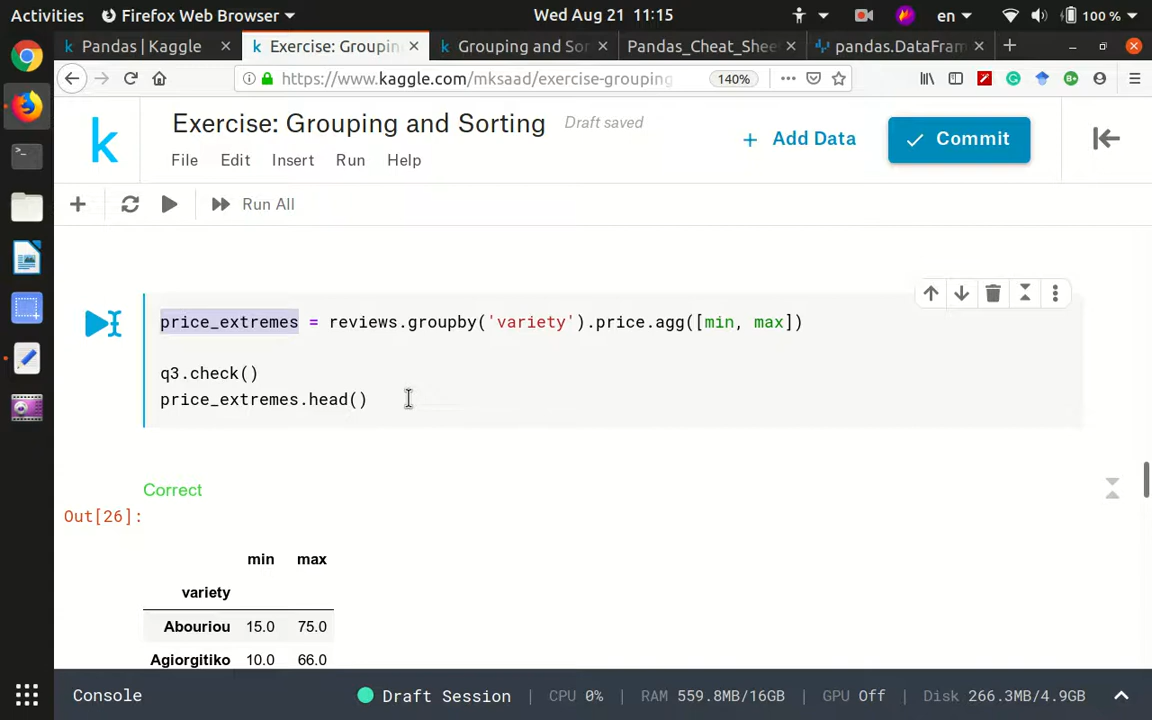 Activities Firefox Web Browser Wed Aug 21 11:15 en 100 %
Pandas | Kaggle Exercise: Groupin Grouping and Sor Pandas_Cheat_Shee pandas.DataFram
https://www.kaggle.com/mksaad/exercise-grouping 140%
k Exercise: Grouping and Sorting Draft saved
+ Add Data Commit
File Edit Insert Run Help
Run All
price_extremes = reviews.groupby('variety').price.agg([min, max])
q3.check()
price_extremes.head()
Correct
Out[26]:
min max
variety
Abouriou 15.0 75.0
Agiorgitiko 10.0 66.0
Console Draft Session | CPU 0% | RAM 559.8MB/16GB | GPU Off | Disk 266.3MB/4.9GB